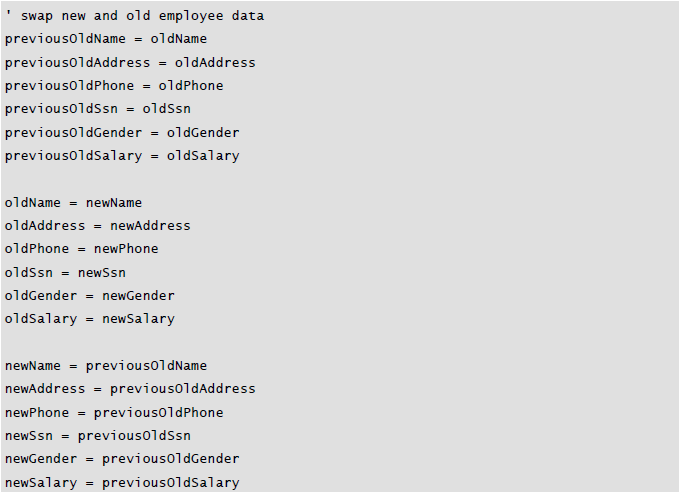 ' swap new and old employee data
previousOldName = oldName
previousOldAddress = oldAddress
previousOldPhone = oldPhone
previousOldSsn = oldSsn
previousOldGender = oldGender
previousOldSalary = oldSalary
oldName = newName
oldAddress = newAddress
oldPhone = newPhone
oldSsn = newSsn
oldGender = newGender
oldSalary = newSalary
newName = previousOldName
newAddress = previousOldAddress
newPhone = previousOldPhone
newSsn = previousOldSsn
newGender = previousOldGender
newSalary = previousOldSalary